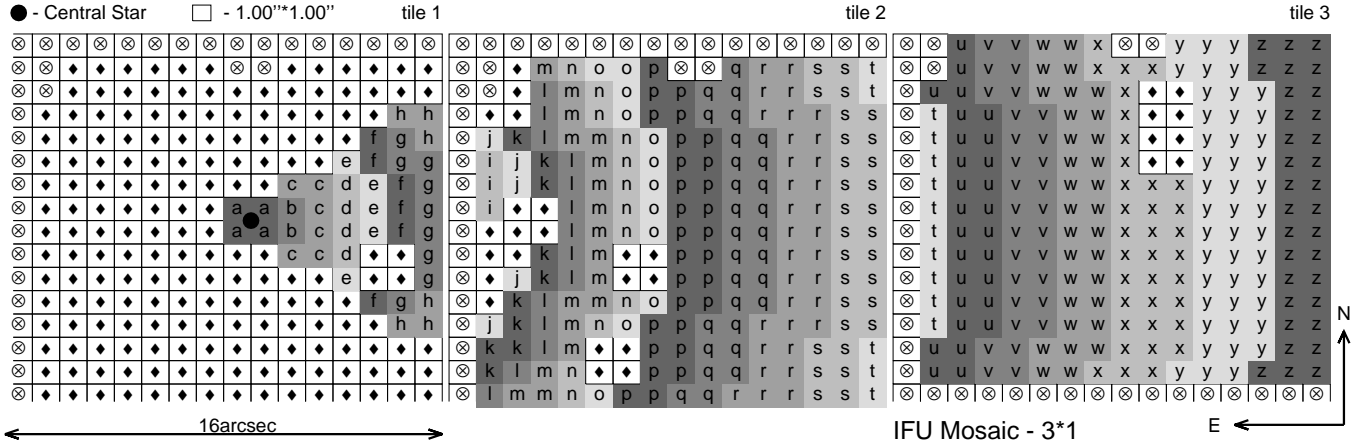 ● - Central Star □ - 1.00''*1.00'' tile 1 tile 2 tile 3
u v v w w x y y y z z z
m n o o p q r r s s t u v v w w x x x y y y z z z
l m n o p p q q r r s s t u u v v w w x x y y y z z
h h l m n o p p p q q r r s s t u u v v w w x y y y z z
f g h j k l m m n o p p q q r r s s t u u v v w w x y y y z z
e f g g i j k l m n o p p q q r r s s t u u v v w w x y y y z z
c c d e f g i j k l m n o p p q q r r s s t u u v v w w x x x y y y z z
a a b c d e f g i l m n o p p q q r r s s t u u v v w w x x x y y y z z
a a b c d e f g l m n o p p q q r r s s t u u v v w w x x x y y y z z
c c d g k l m p p q q r r s s t u u v v w w x x x y y y z z
e g j k l m p p q q r r s s t u u v v w w x x x y y y z z
f g h k l m m n o p p q q r r s s t u u v v w w x x x y y y z z
h h j k l m n o p p q q r r r s s t u u v v w w x x x y y y z z
k k l m p p q q r r s s t u u v v w w w x x x y y y z z
k l m n p p q q r r s s t u u v v w w w x x x y y y z z
l m m n o p p q q r r r s s t
N
16arcsec IFU Mosaic - 3*1 E